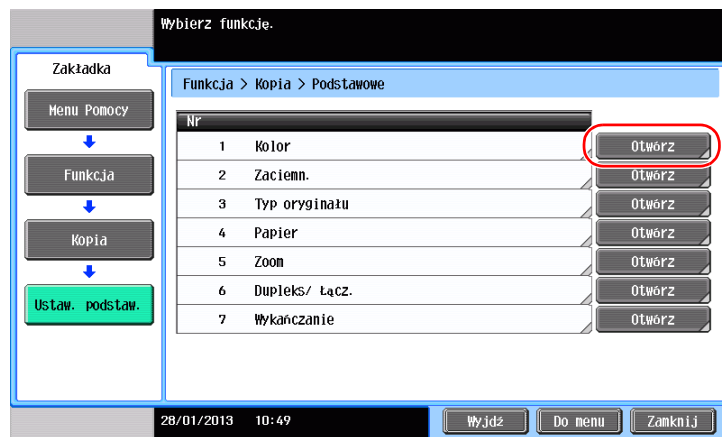 Wybierz funkcję.
Zakładka
Funkcja > Kopia > Podstawowe
Menu Pomocy
Nr
1 Kolor Otwórz
2 Zaciemn. Otwórz
Funkcja
3 Typ oryginału Otwórz
4 Papier Otwórz
Kopia
5 Zoom Otwórz
6 Dupleks/ Łącz. Otwórz
Ustaw. podstaw.
7 Wykańczanie Otwórz
28/01/2013 10:49 Wyjdź Do menu Zamknij